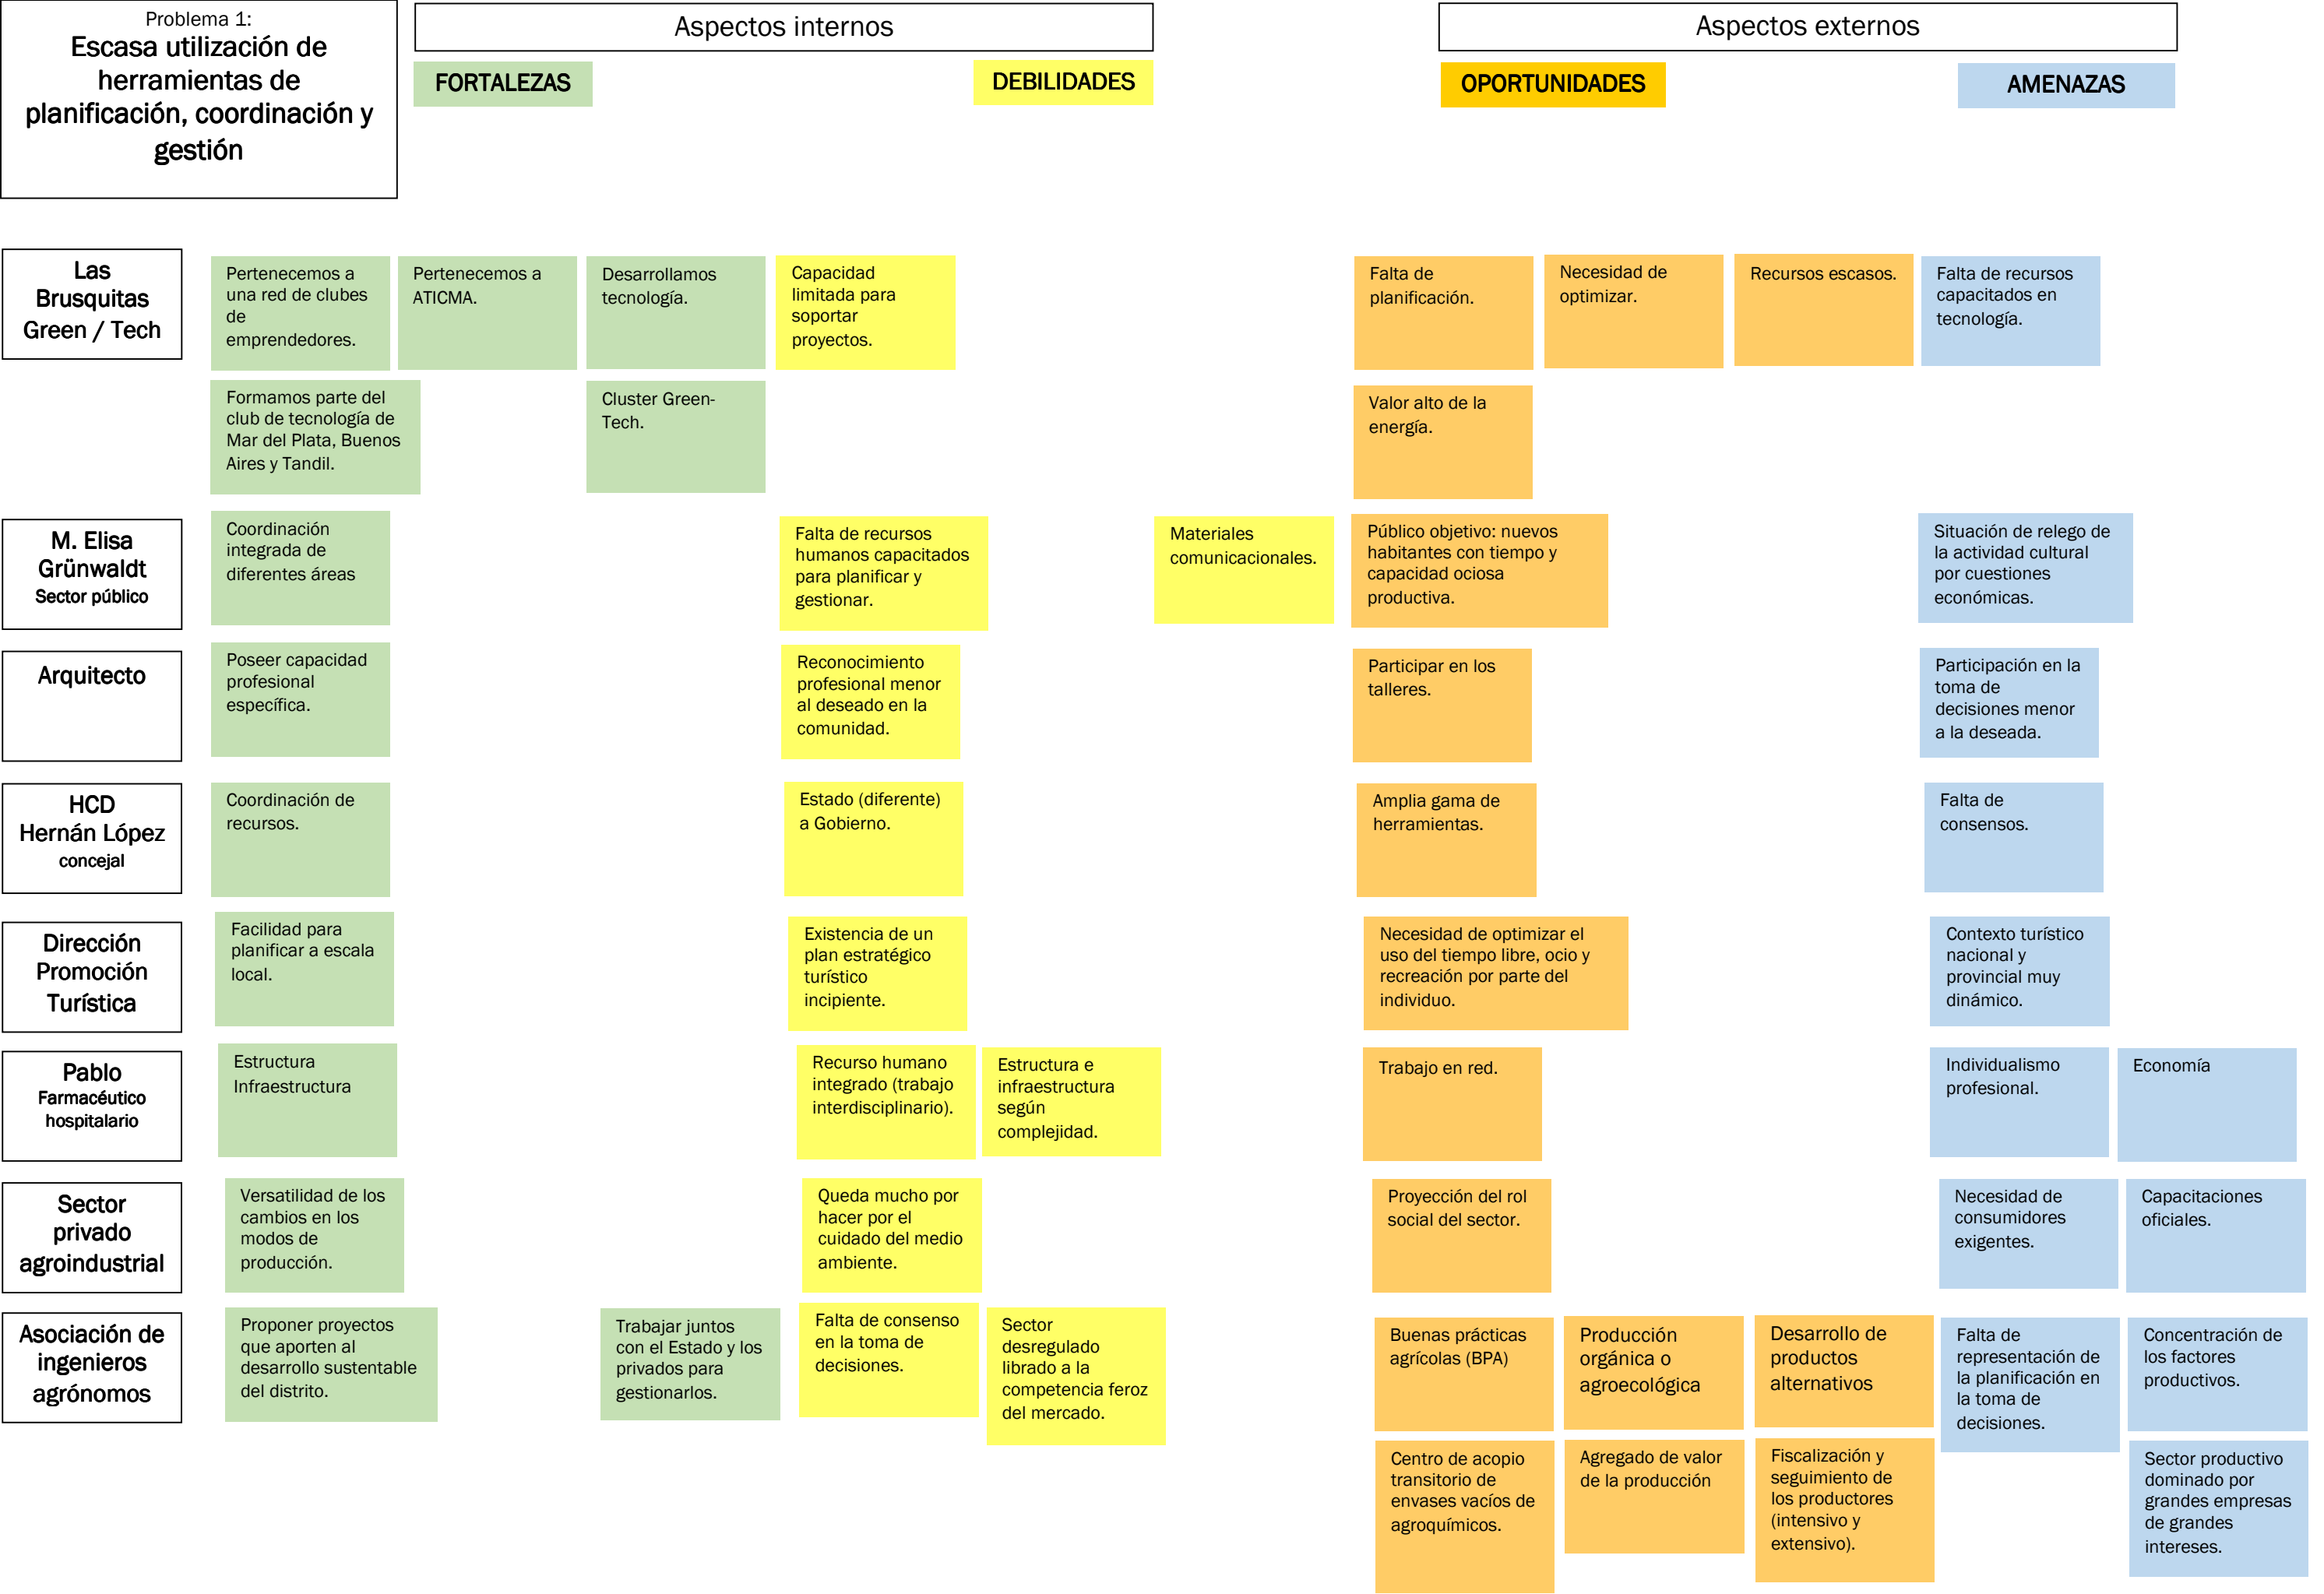 Problema 1:
Escasa utilización de
herramientas de
planificación, coordinación y
gestión
Aspectos internos
Aspectos externos
FORTALEZAS
DEBILIDADES
OPORTUNIDADES
AMENAZAS
Las
Brusquitas
Green / Tech
Pertenecemos a
una red de clubes
de
emprendedores.
Pertenecemos a
ATICMA.
Desarrollamos
tecnología.
Capacidad
limitada para
soportar
proyectos.
Falta de
planificación.
Necesidad de
optimizar.
Recursos escasos.
Falta de recursos
capacitados en
tecnología.
Formamos parte del
club de tecnología de
Mar del Plata, Buenos
Aires y Tandil.
Cluster Green-
Tech.
Valor alto de la
energía.
M. Elisa
Grünwaldt
Sector público
Coordinación
integrada de
diferentes áreas
Falta de recursos
humanos capacitados
para planificar y
gestionar.
Materiales
comunicacionales.
Público objetivo: nuevos
habitantes con tiempo y
capacidad ociosa
productiva.
Situación de relego de
la actividad cultural
por cuestiones
económicas.
Arquitecto
Poseer capacidad
profesional
específica.
Reconocimiento
profesional menor
al deseado en la
comunidad.
Participar en los
talleres.
Participación en la
toma de
decisiones menor
a la deseada.
HCD
Hernán López
concejal
Coordinación de
recursos.
Estado (diferente)
a Gobierno.
Amplia gama de
herramientas.
Falta de
consensos.
Dirección
Promoción
Turística
Facilidad para
planificar a escala
local.
Existencia de un
plan estratégico
turístico
incipiente.
Necesidad de optimizar el
uso del tiempo libre, ocio y
recreación por parte del
individuo.
Contexto turístico
nacional y
provincial muy
dinámico.
Pablo
Farmacéutico
hospitalario
Estructura
Infraestructura
Recurso humano
integrado (trabajo
interdisciplinario).
Estructura e
infraestructura
según
complejidad.
Trabajo en red.
Individualismo
profesional.
Economía
Sector
privado
agroindustrial
Versatilidad de los
cambios en los
modos de
producción.
Queda mucho por
hacer por el
cuidado del medio
ambiente.
Proyección del rol
social del sector.
Necesidad de
consumidores
exigentes.
Capacitaciones
oficiales.
Asociación de
ingenieros
agrónomos
Proponer proyectos
que aporten al
desarrollo sustentable
del distrito.
Trabajar juntos
con el Estado y los
privados para
gestionarlos.
Falta de consenso
en la toma de
decisiones.
Sector
desregulado
librado a la
competencia feroz
del mercado.
Buenas prácticas
agrícolas (BPA)
Producción
orgánica o
agroecológica
Desarrollo de
productos
alternativos
Falta de
representación de
la planificación en
la toma de
decisiones.
Concentración de
los factores
productivos.
Centro de acopio
transitorio de
envases vacíos de
agroquímicos.
Agregado de valor
de la producción
Fiscalización y
seguimiento de
los productores
(intensivo y
extensivo).
Sector productivo
dominado por
grandes empresas
de grandes
intereses.